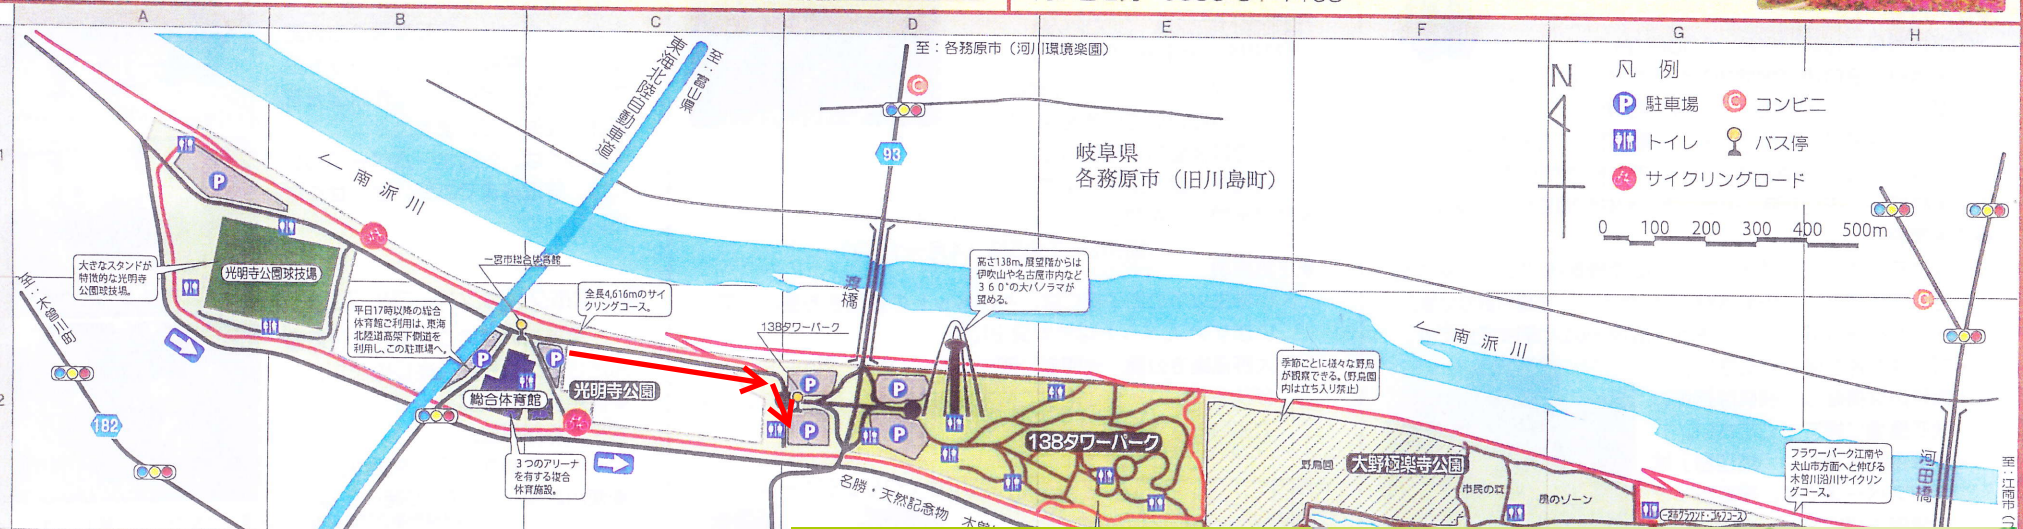 A
B
C
D
E
F
G
H
1
2
至：各務原市（河川環境楽園）
至：富山県
東海北陸自動車道
93
岐阜県
各務原市（旧川島町）
N
凡 例
P 駐車場
C コンビニ
トイレ
バス停
サイクリングロード
0 100 200 300 400 500m
← 南派川
P
C
大きなスタンドが
特徴的な光明寺
公園球技場。
光明寺公園球技場
一宮市総合体育館
全長4,616mのサイ
クリングコース。
平日17時以降の総合
体育館ご利用は、東海
北陸道高架下側道を
利用し、この駐車場へ。
渡橋
高さ138m。展望階からは
伊吹山や名古屋市内など
360°の大パノラマが
望める。
138タワーパーク
至：木曽川町
182
P
P
総合体育館
光明寺公園
P
P
P
P
3つのアリーナ
を有する複合
体育施設。
138タワーパーク
名勝・天然記念物
← 南派川
C
季節ごとに様々な野鳥
が観察できる。(野鳥園
内は立ち入り禁止)
野鳥園
大野極楽寺公園
市民の江
風のゾーン
フラワーパーク江南や
犬山市方面へと伸びる
木曽川沿川サイクリン
グコース。
河田橋
至：江南市